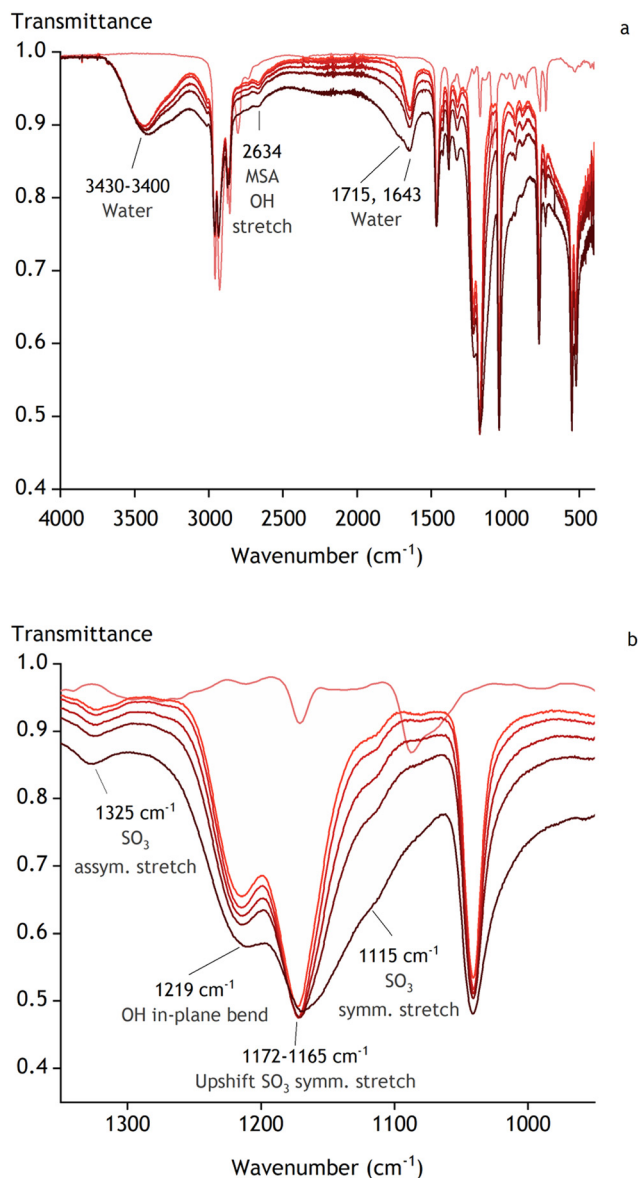 Transmittance
a
1.0
0.9
0.8
0.7
0.6
0.5
0.4
3430-3400
Water
2634
MSA
OH
stretch
1715, 1643
Water
4000 3500 3000 2500 2000 1500 1000 500
Wavenumber (cm-1)
Transmittance
b
1.0
0.9
0.8
0.7
0.6
0.5
0.4
1325 cm-1
SO3
assym. stretch
1219 cm-1
OH in-plane bend
1115 cm-1
SO3
symm. stretch
1172-1165 cm-1
Upshift SO3 symm. stretch
1300 1200 1100 1000
Wavenumber (cm-1)